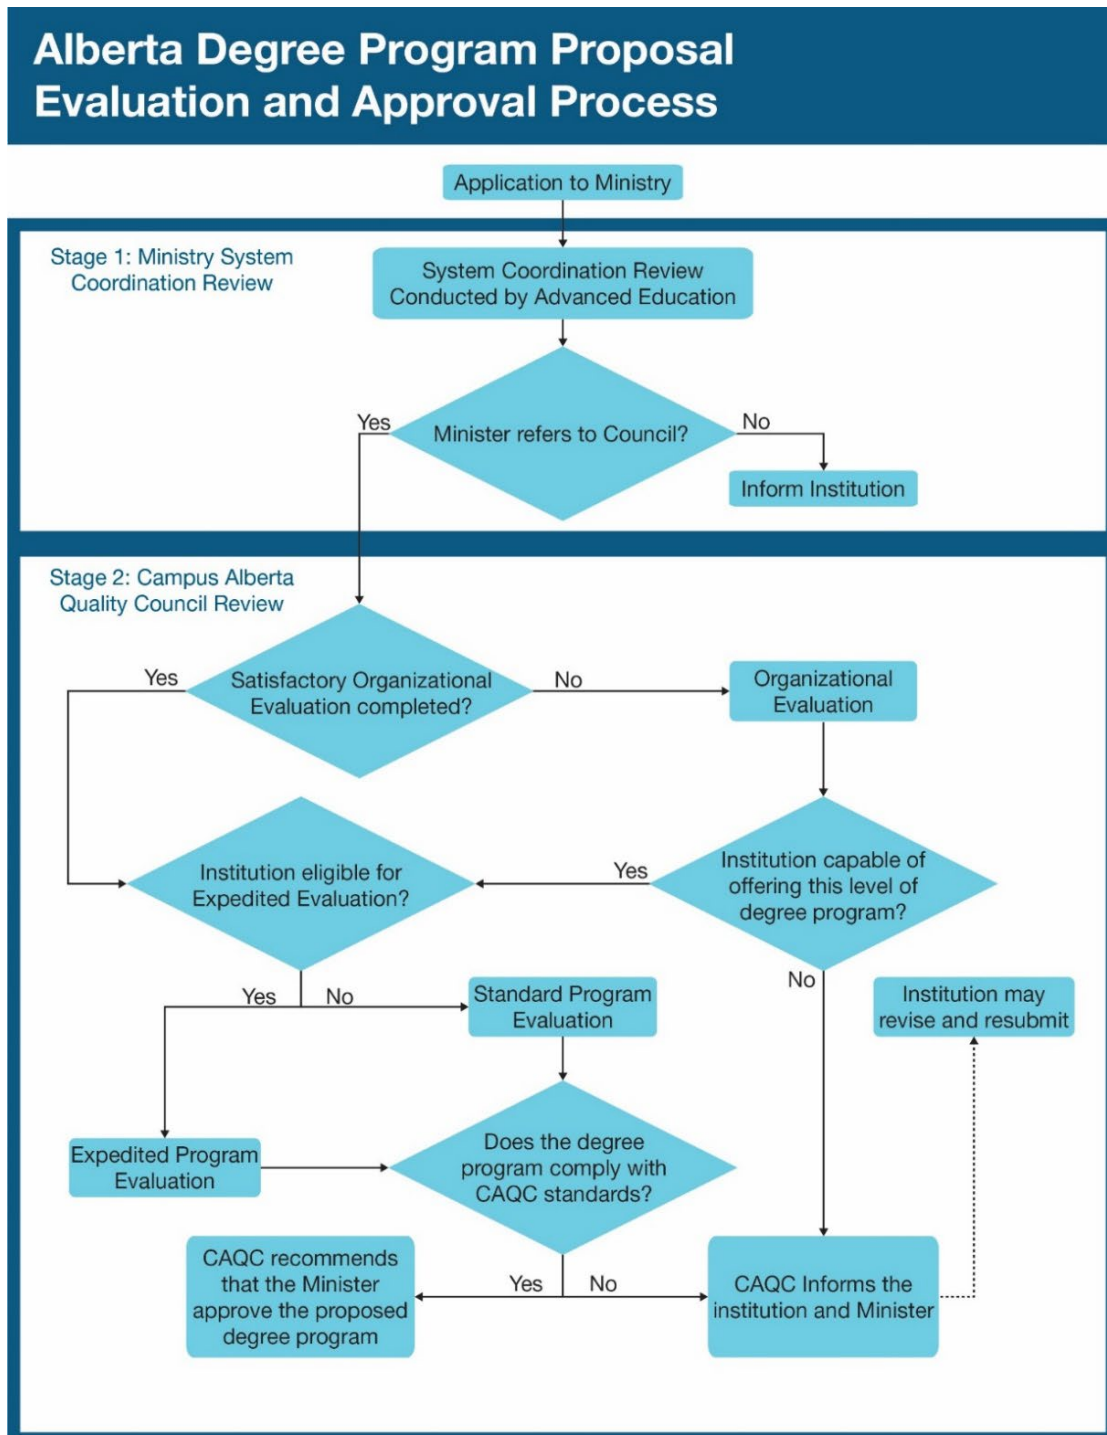 Alberta Degree Program Proposal
Evaluation and Approval Process
Application to Ministry
Stage 1: Ministry System
Coordination Review
System Coordination Review
Conducted by Advanced Education
Minister refers to Council?
Yes
No
Inform Institution
Stage 2: Campus Alberta
Quality Council Review
Satisfactory Organizational
Evaluation completed?
Yes
No
Organizational
Evaluation
Institution eligible for
Expedited Evaluation?
Yes
Institution capable of
offering this level of
degree program?
Yes
No
Standard Program
Evaluation
No
Institution may
revise and resubmit
Expedited Program
Evaluation
Does the degree
program comply with
CAQC standards?
CAQC recommends
that the Minister
approve the proposed
degree program
Yes
No
CAQC Informs the
institution and Minister